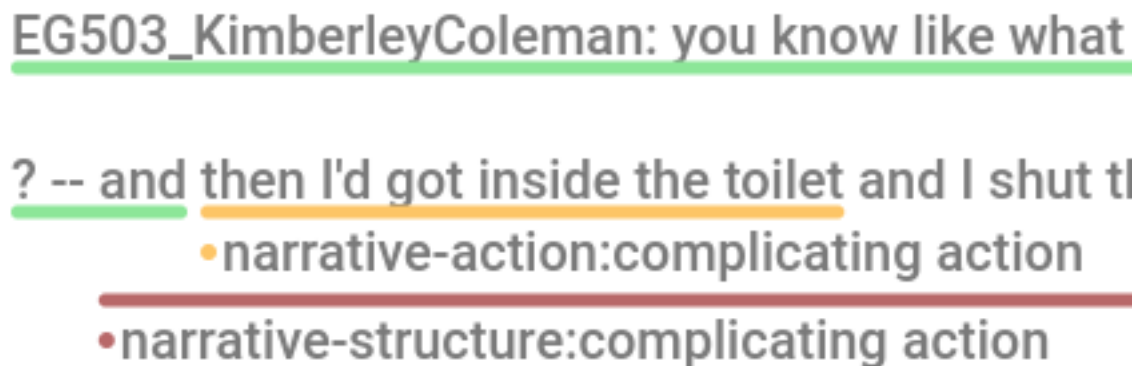 EG503_KimberleyColeman: you know like what
? -- and then I'd got inside the toilet and I shut
narrative-action:complicating action
narrative-structure:complicating action